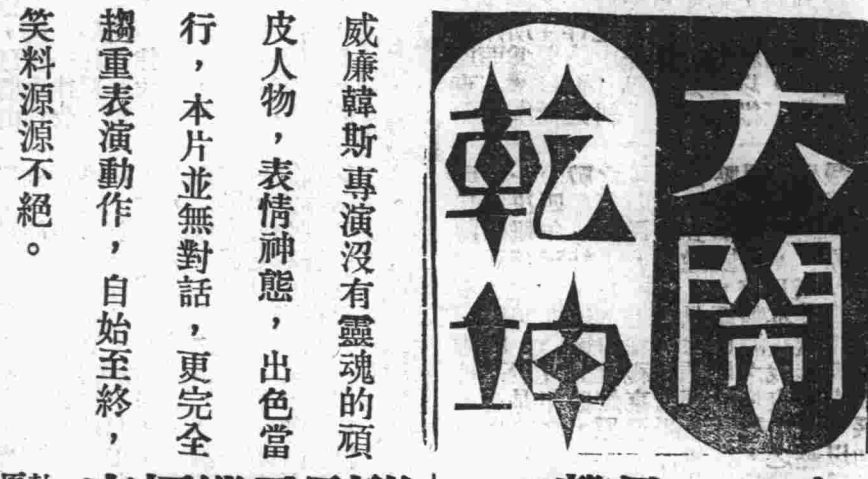 大鬧
乾坤
威廉韓斯專演沒有靈魂的頑
皮人物，表情神態，出色當
行，本片並無對話，更完全
趨重表演動作，自始至終，
笑料源源不絕。